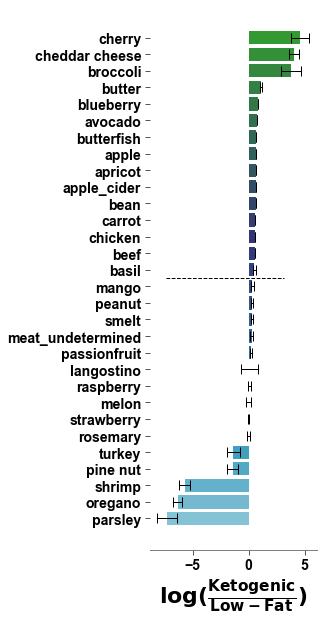 cherry
cheddar cheese
broccoli
butter
blueberry
avocado
butterfish
apple
apricot
apple_cider
bean
carrot
chicken
beef
basil
mango
peanut
smelt
meat_undetermined
passionfruit
langostino
raspberry
melon
strawberry
rosemary
turkey
pine nut
shrimp
oregano
parsley
−5 0 5
log(Ketogenic/Low−Fat)